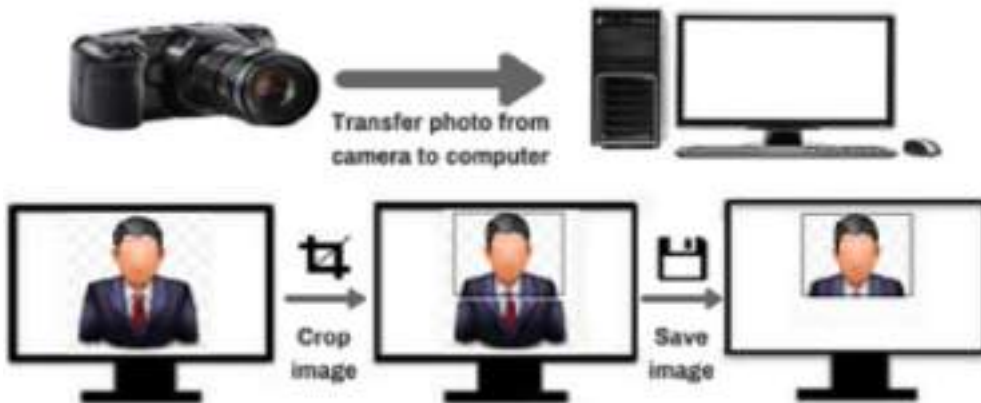 Transfer photo from
camera to computer
Crop
image
Save
image